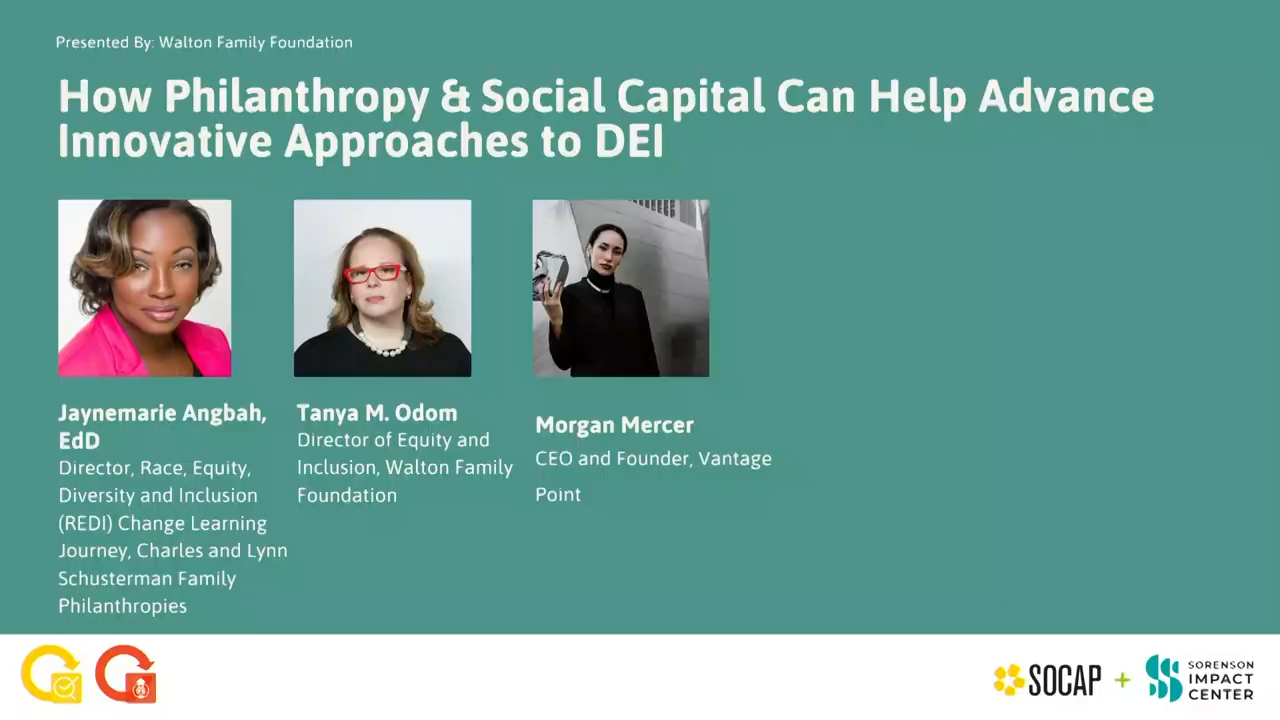 Presented By: Walton Family Foundation
How Philanthropy & Social Capital Can Help Advance
Innovative Approaches to DEI
Jaynemarie Angbah,
EdD
Director, Race, Equity,
Diversity and Inclusion
(REDI) Change Learning
Journey, Charles and Lynn
Schusterman Family
Philanthropies
Tanya M. Odom
Director of Equity and
Inclusion, Walton Family
Foundation
Morgan Mercer
CEO and Founder, Vantage
Point
SOCAP +
SORENSON
IMPACT
CENTER